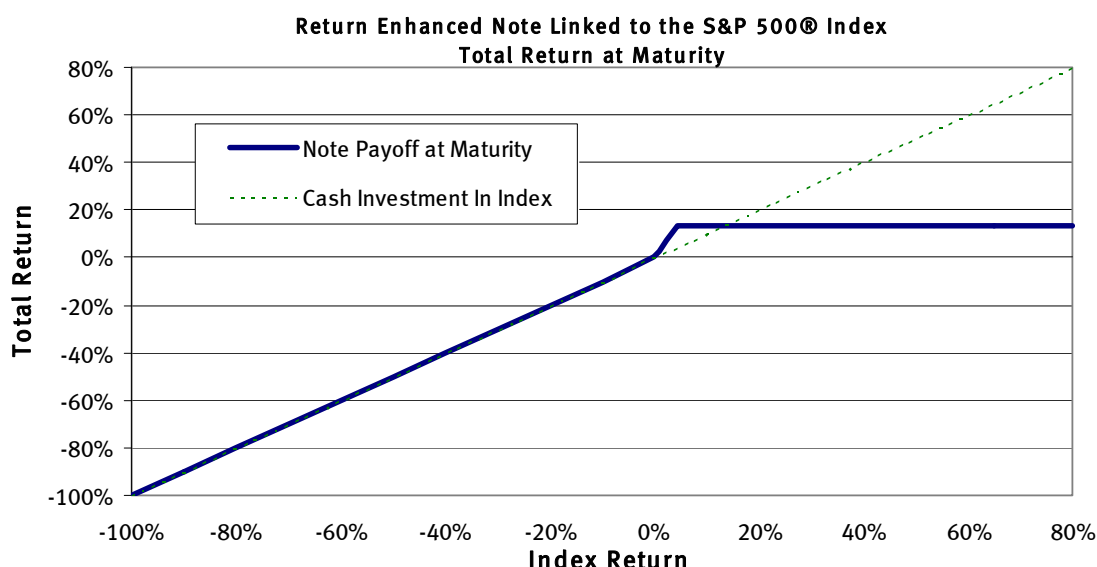 Return Enhanced Note Linked to the S&P 500® Index
Total Return at Maturity
80%
60%
40%
20%
0%
-20%
-40%
-60%
-80%
-100%
Total Return
Note Payoff at Maturity
Cash Investment In Index
-100% -80% -60% -40% -20% 0% 20% 40% 60% 80%
Index Return